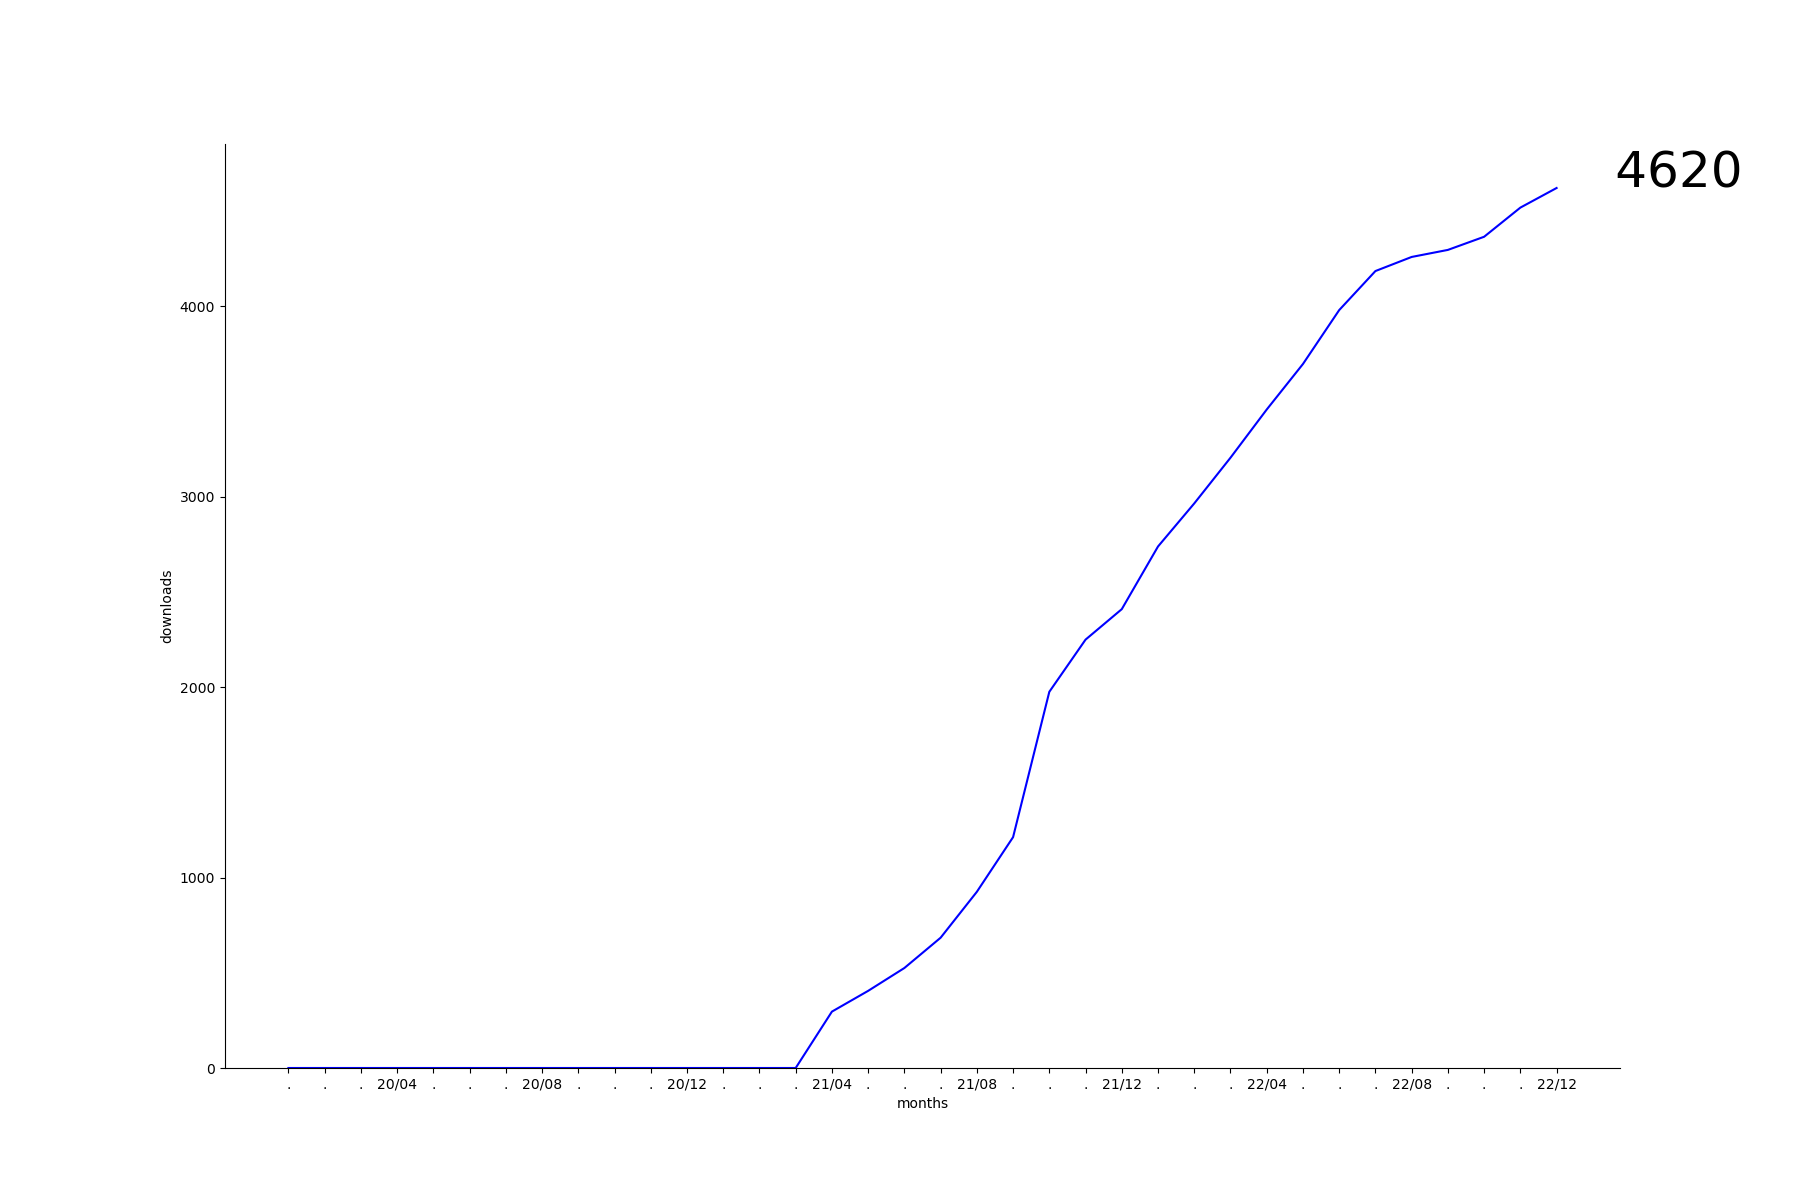 4620
4000
3000
downloads
2000
1000
0
. . . 20/04 . . . 20/08 . . . 20/12 . . . 21/04 . . . 21/08 . . . 21/12 . . . 22/04 . . . 22/08 . . . 22/12
months